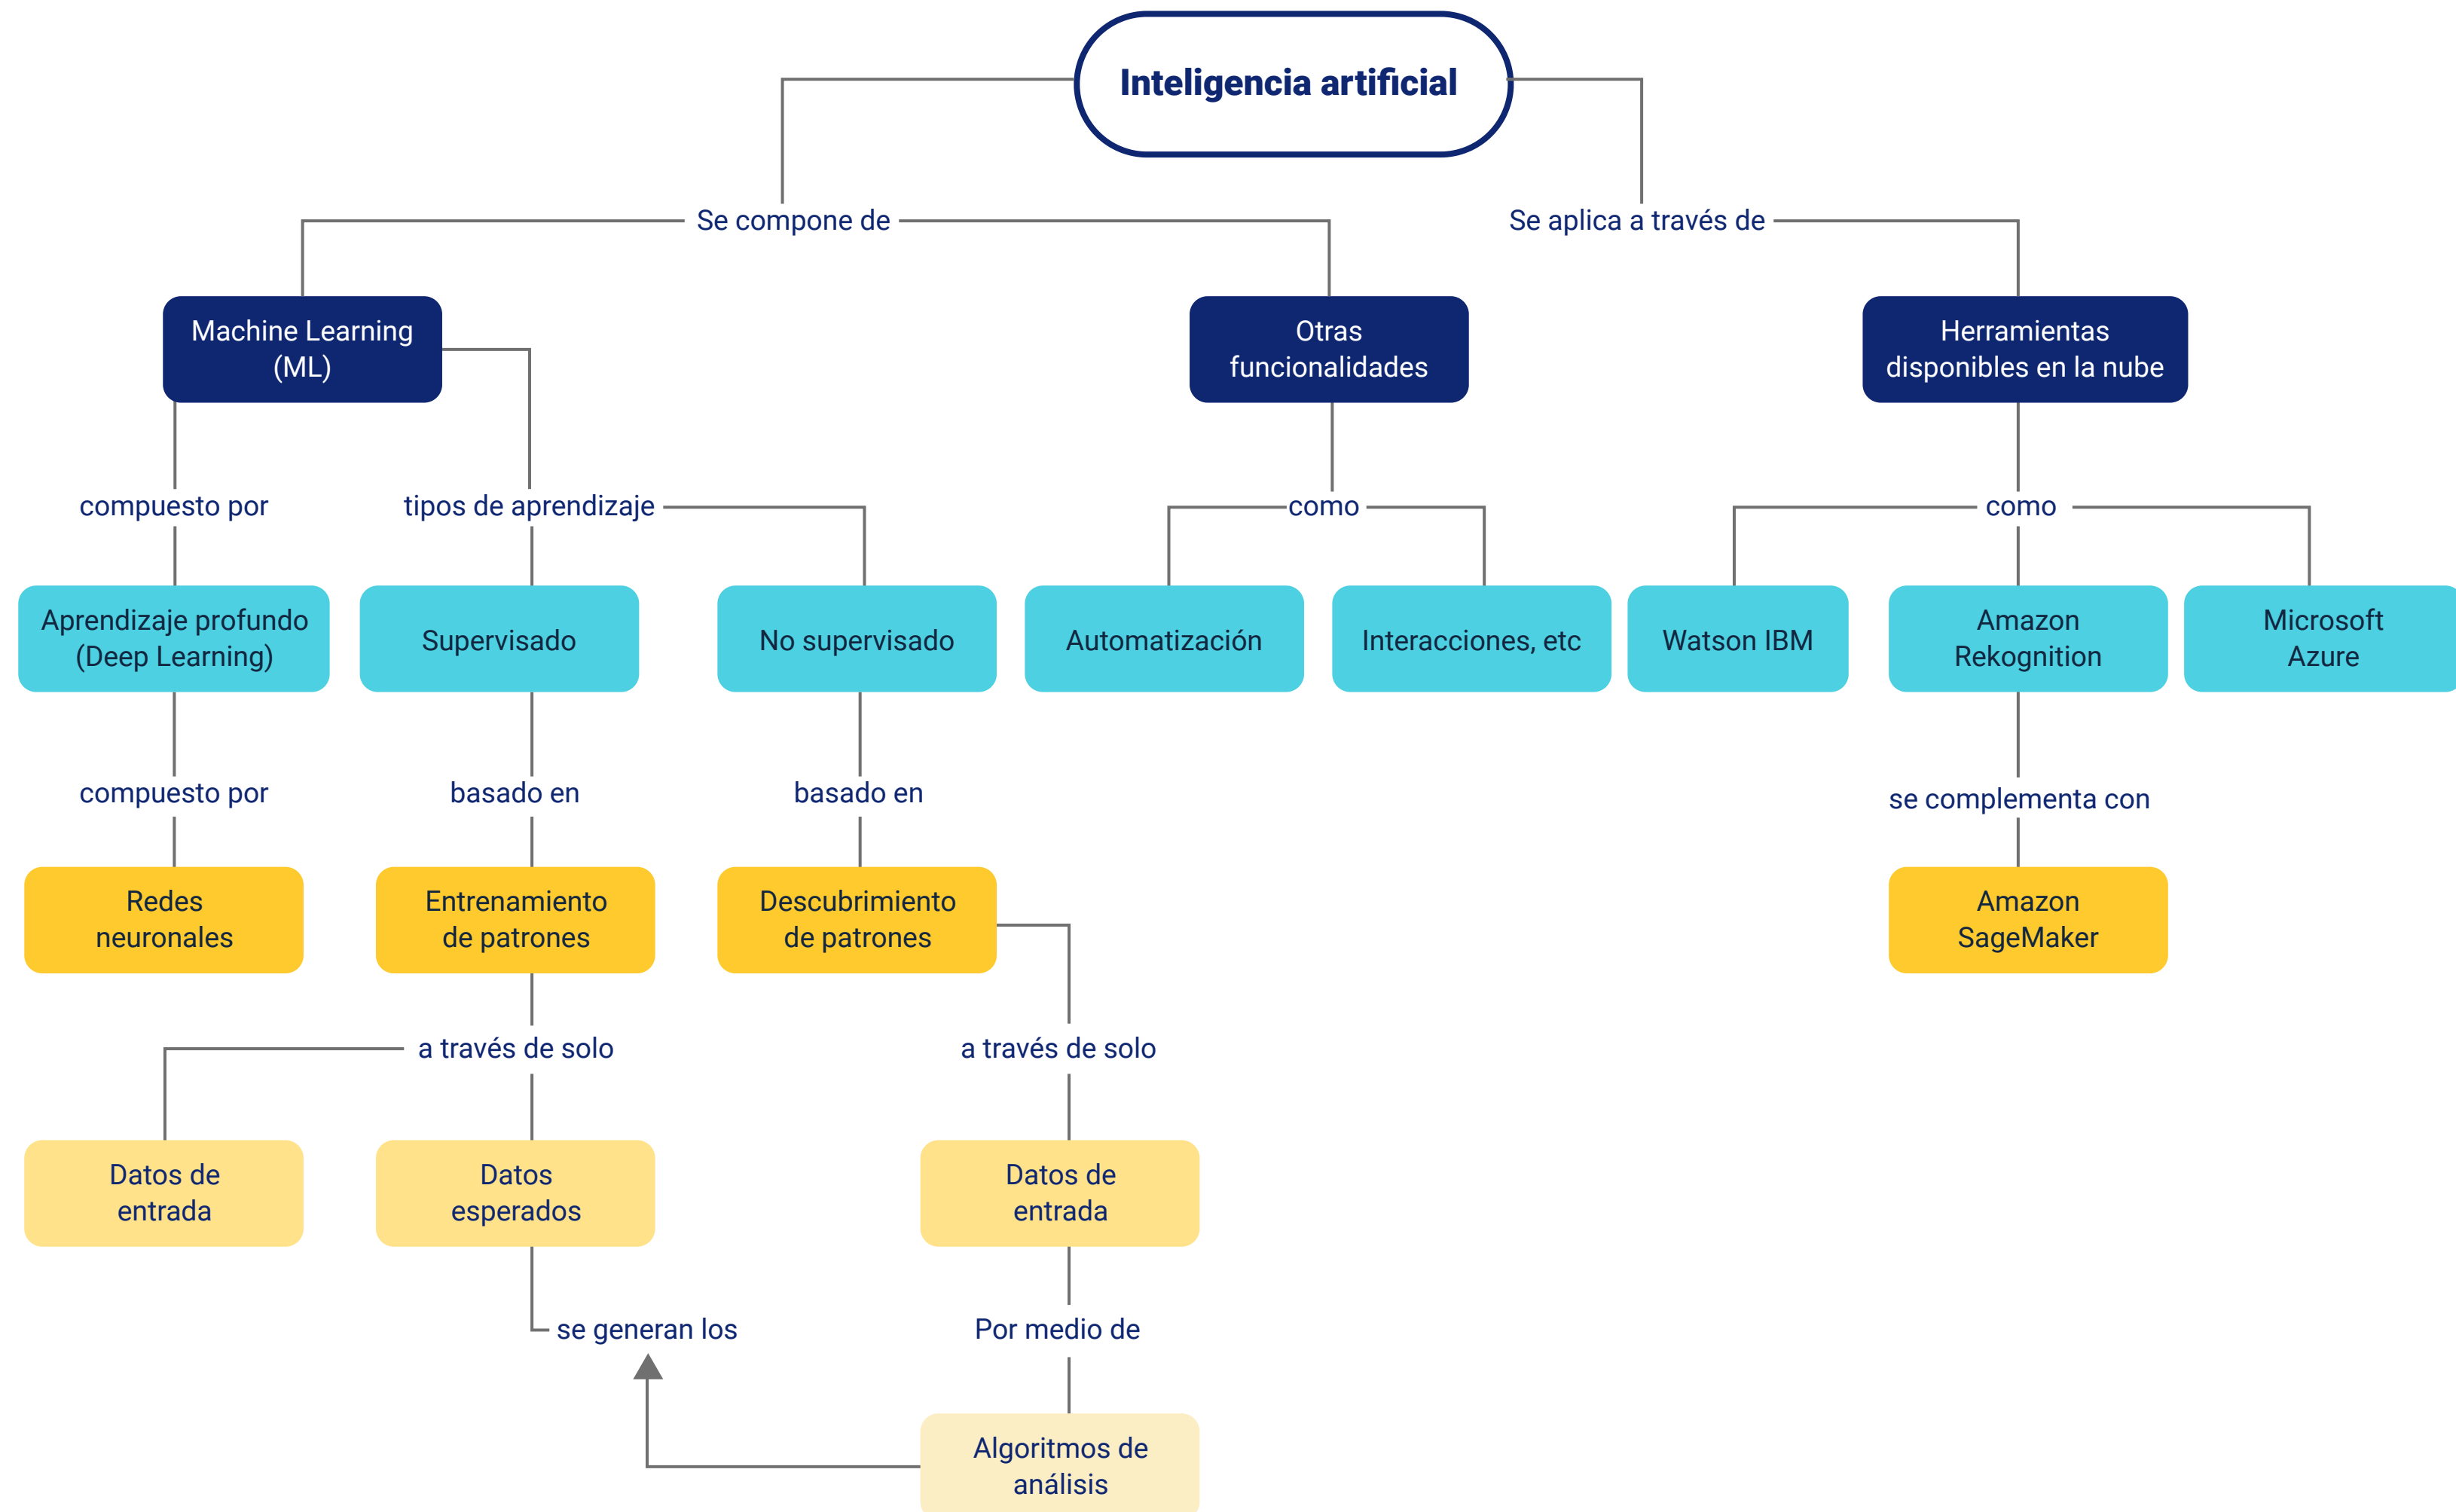 Inteligencia artificial
Se compone de
Se aplica a través de
Machine Learning
(ML)
Otras
funcionalidades
Herramientas
disponibles en la nube
compuesto por
tipos de aprendizaje
como
como
Aprendizaje profundo
(Deep Learning)
Supervisado
No supervisado
Automatización
Interacciones, etc
Watson IBM
Amazon
Rekognition
Microsoft
Azure
compuesto por
basado en
basado en
se complementa con
Redes
neuronales
Entrenamiento
de patrones
Descubrimiento
de patrones
Amazon
SageMaker
a través de solo
a través de solo
Datos de
entrada
Datos
esperados
Datos de
entrada
se generan los
Por medio de
Algoritmos de
análisis